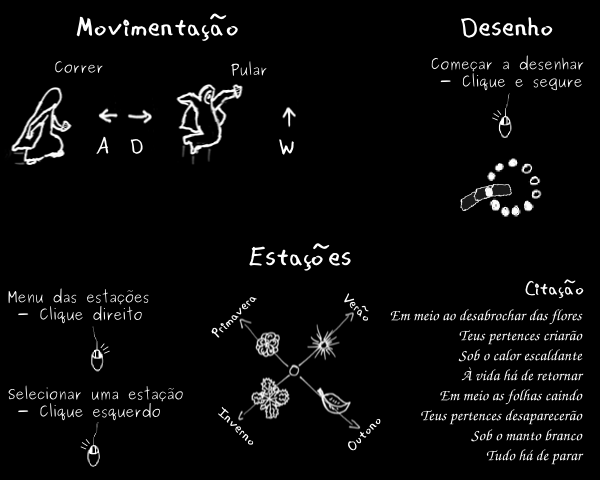 Movimentação
Correr
Pular
A D
W
Desenho
Começar a desenhar
- Clique e segure
Estações
Menu das estações
- Clique direito
Selecionar uma estação
- Clique esquerdo
Primavera
Verão
Inverno
Outono
Citação
Em meio ao desabrochar das flores
Teus pertences criarão
Sob o calor escaldante
À vida há de retornar
Em meio as folhas caindo
Teus pertences desaparecerão
Sob o manto branco
Tudo há de parar